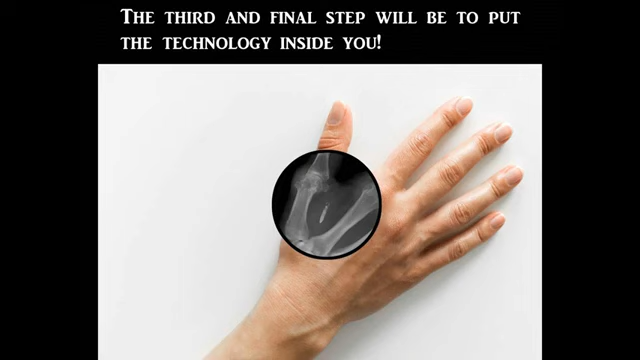 The third and final step will be to put
the technology inside you!